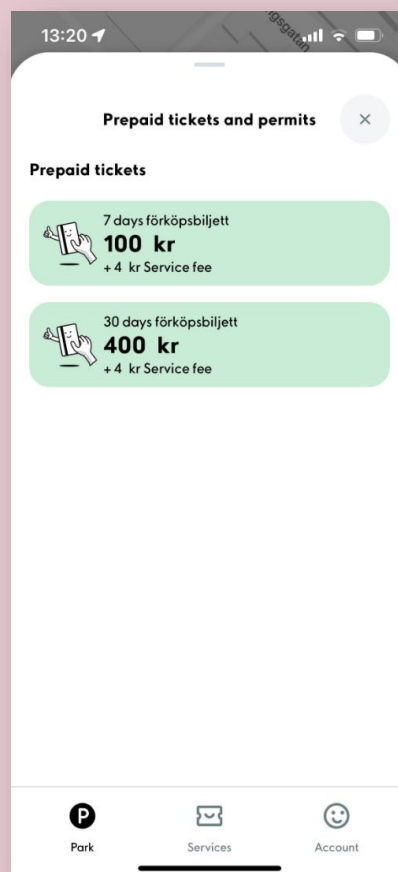 13:20
Prepaid tickets and permits
Prepaid tickets
7 days förköpsbiljett
100 kr
+ 4 kr Service fee
30 days förköpsbiljett
400 kr
+ 4 kr Service fee
P
Park
Services
Account